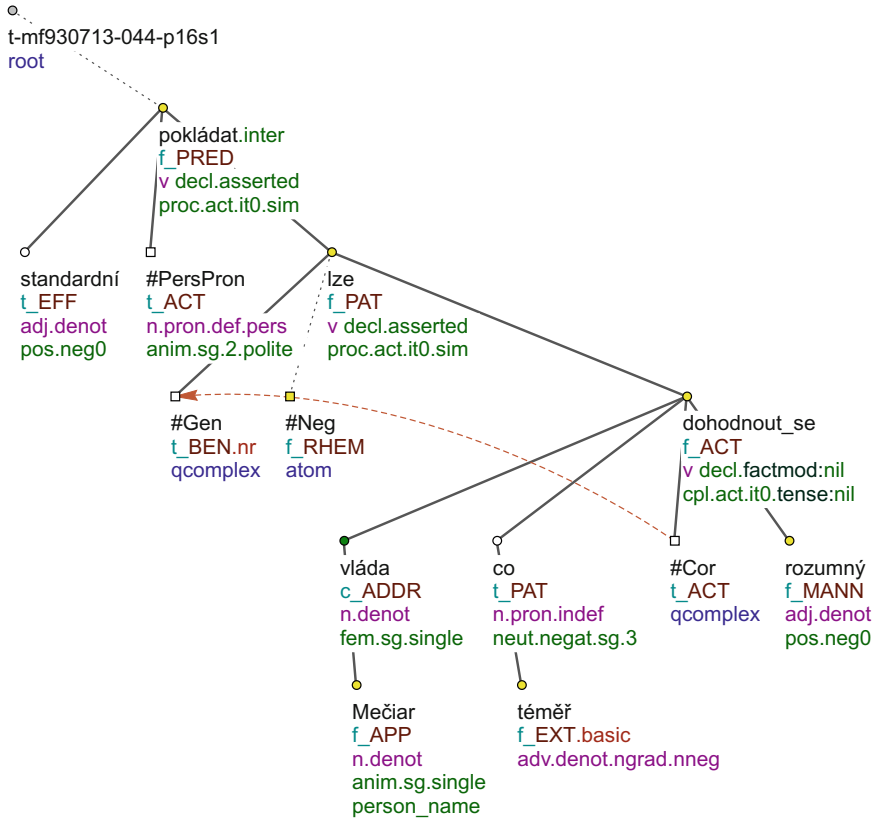 t-mf930713-044-p16s1
root
pokládat.inter
f_PRED
v decl.asserted
proc.act.it0.sim
standardní
t_EFF
adj.denot
pos.neg0
#PersPron
t_ACT
n.pron.def.pers
anim.sg.2.polite
lze
f_PAT
v decl.asserted
proc.act.it0.sim
#Gen
t_BEN.nr
qcomplex
#Neg
f_RHEM
atom
dohodnout_se
f_ACT
v decl.factmod:nil
cpl.act.it0.tense:nil
vláda
c_ADDR
n.denot
fem.sg.single
co
t_PAT
n.pron.indef
neut.negat.sg.3
#Cor
t_ACT
qcomplex
rozumný
f_MANN
adj.denot
pos.neg0
Mečiar
f_APP
n.denot
anim.sg.single
person_name
téměř
f_EXT.basic
adv.denot.ngrad.nneg